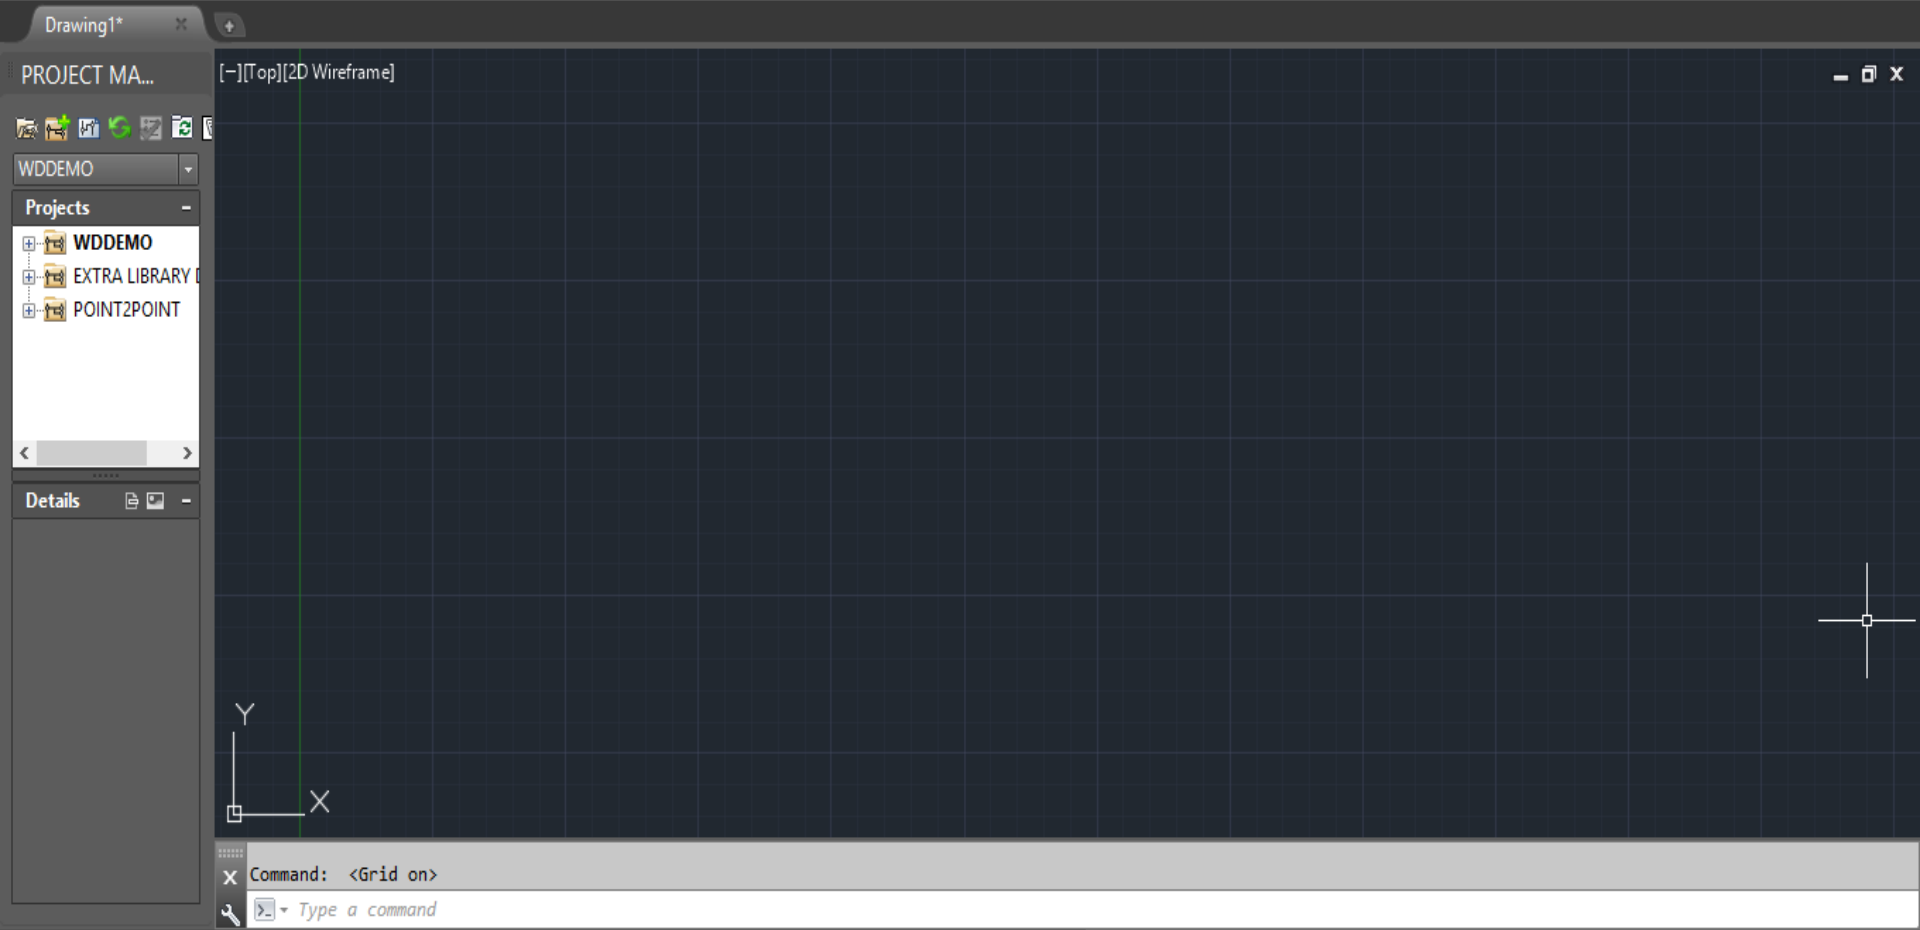 Drawing1*
PROJECT MA...
[−][Top][2D Wireframe]
WDDEMO
Projects
WDDEMO
EXTRA LIBRARY
POINT2POINT
Details
Y
X
Command: <Grid on>
Type a command